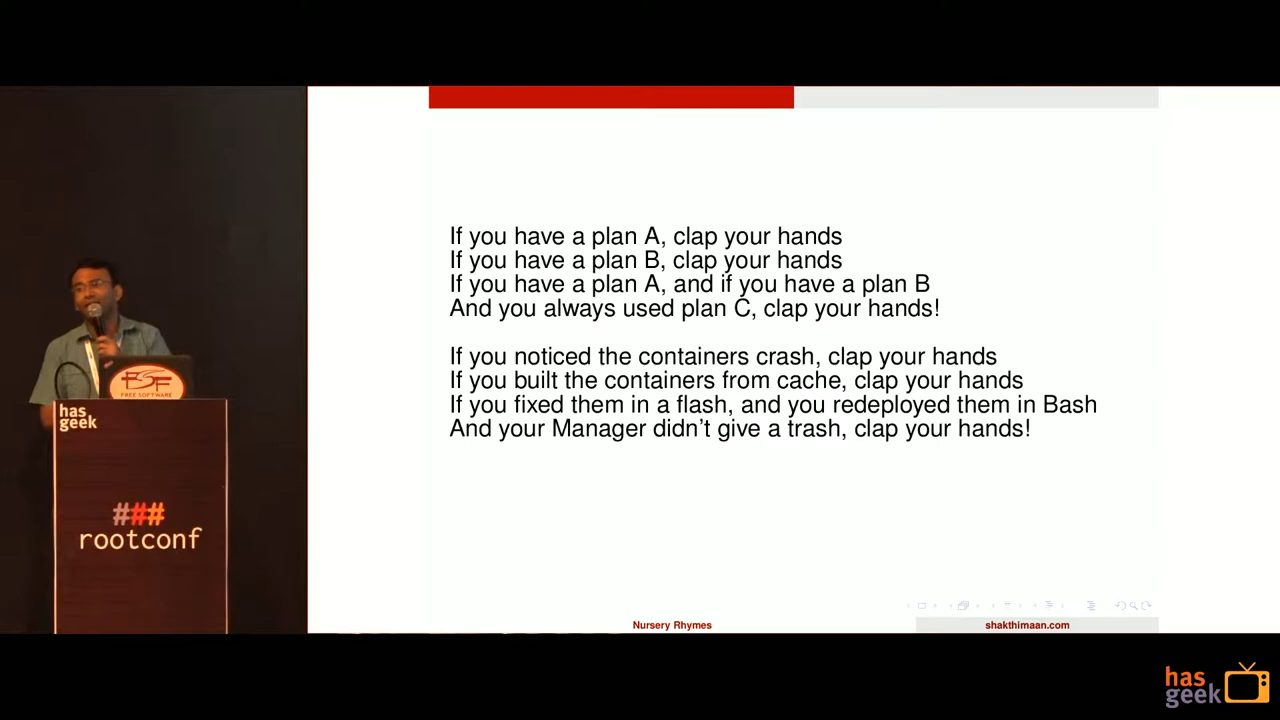 If you have a plan A, clap your hands
If you have a plan B, clap your hands
If you have a plan A, and if you have a plan B
And you always used plan C, clap your hands!
If you noticed the containers crash, clap your hands
If you built the containers from cache, clap your hands
If you fixed them in a flash, and you redeployed them in Bash
And your Manager didn't give a trash, clap your hands!
Nursery Rhymes
shakthimaan.com
FSF
FREE SOFTWARE
has
geek
###
rootconf
has
geek